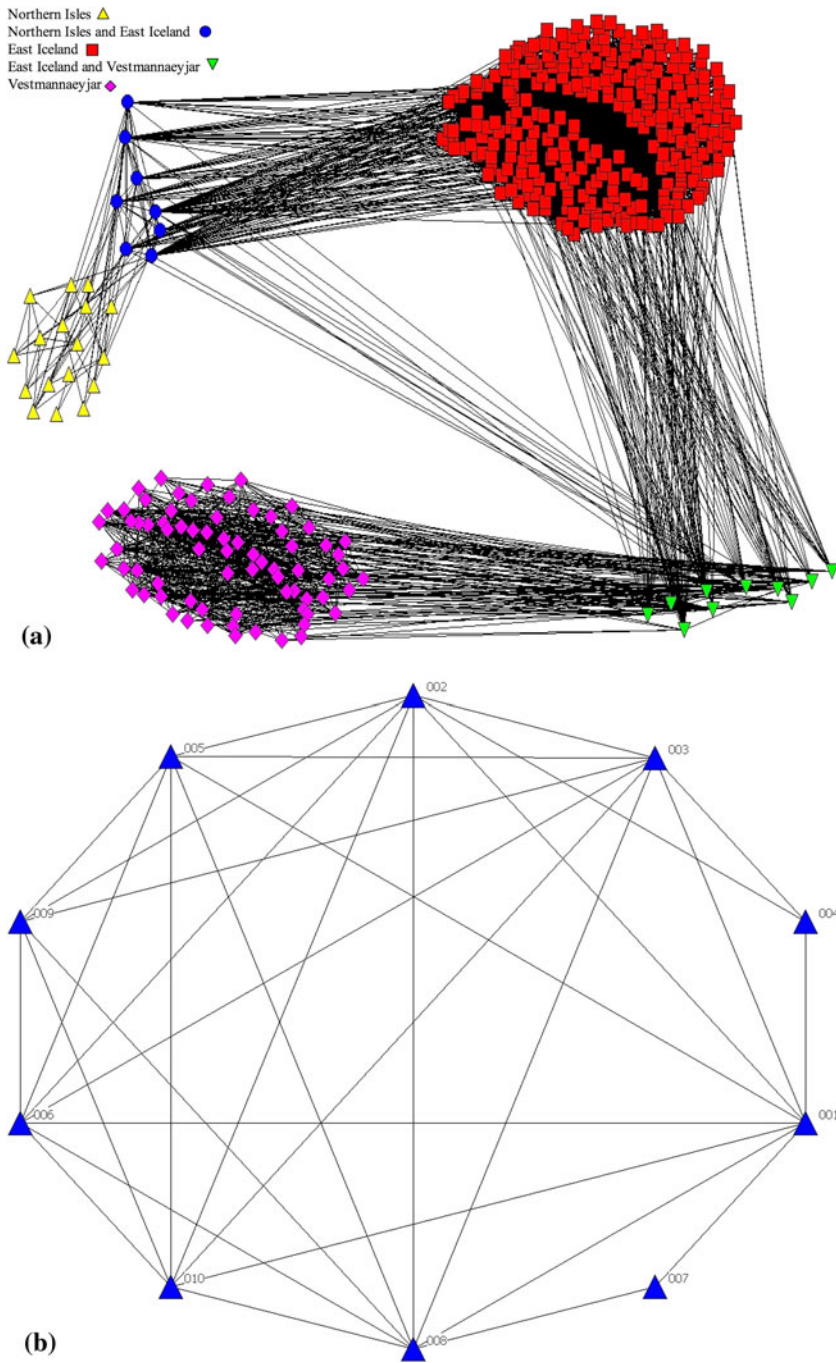 Northern Isles
Northern Isles and East Iceland
East Iceland
East Iceland and Vestmannaeyjar
Vestmannaeyjar
(a)
002
005
003
009
004
006
001
010
007
008
(b)